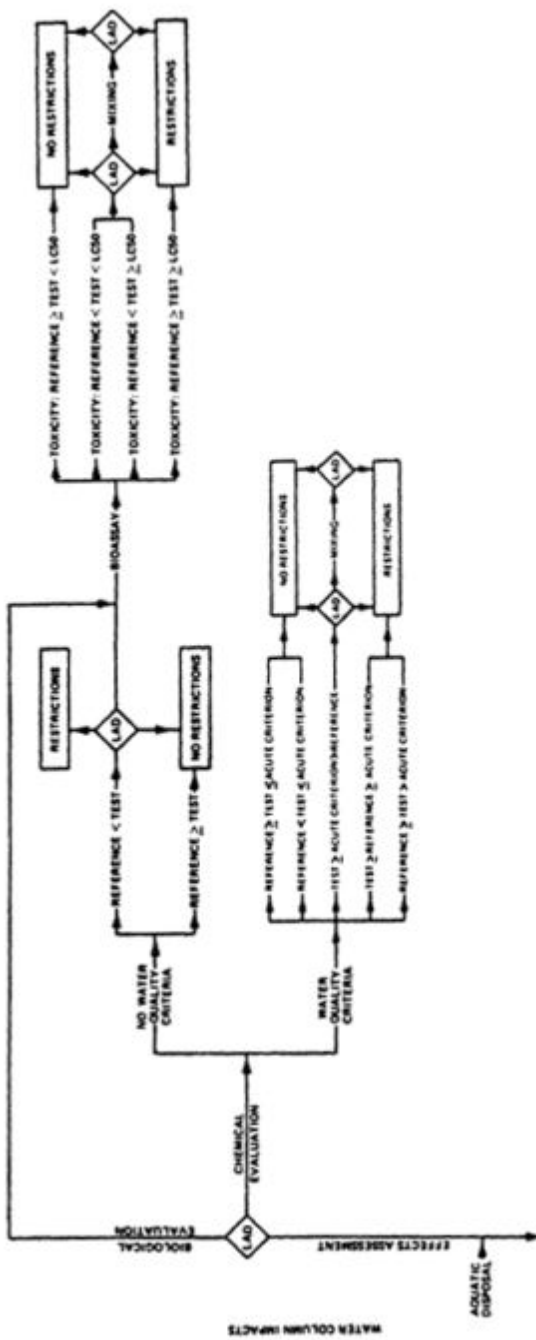 WATER COLUMN IMPACTS
AQUATIC
DISPOSAL
EFFECTS ASSESSMENT
LAD
BIOLOGICAL
EVALUATION
CHEMICAL
EVALUATION
NO WATER
QUALITY
CRITERIA
WATER
QUALITY
CRITERIA
REFERENCE < TEST
REFERENCE ≥ TEST
RESTRICTIONS
LAD
NO RESTRICTIONS
BIOASSAY
TOXICITY: REFERENCE ≥ TEST < LC50
TOXICITY: REFERENCE < TEST < LC50
TOXICITY: REFERENCE < TEST ≥ LC50
TOXICITY: REFERENCE ≥ TEST ≥ LC50
NO RESTRICTIONS
LAD
MIXING
LAD
RESTRICTIONS
REFERENCE ≥ TEST ≤ ACUTE CRITERION
REFERENCE < TEST ≤ ACUTE CRITERION
TEST ≥ ACUTE CRITERION > REFERENCE
TEST ≥ REFERENCE ≥ ACUTE CRITERION
REFERENCE ≥ TEST > ACUTE CRITERION
NO RESTRICTIONS
LAD
MIXING
LAD
RESTRICTIONS